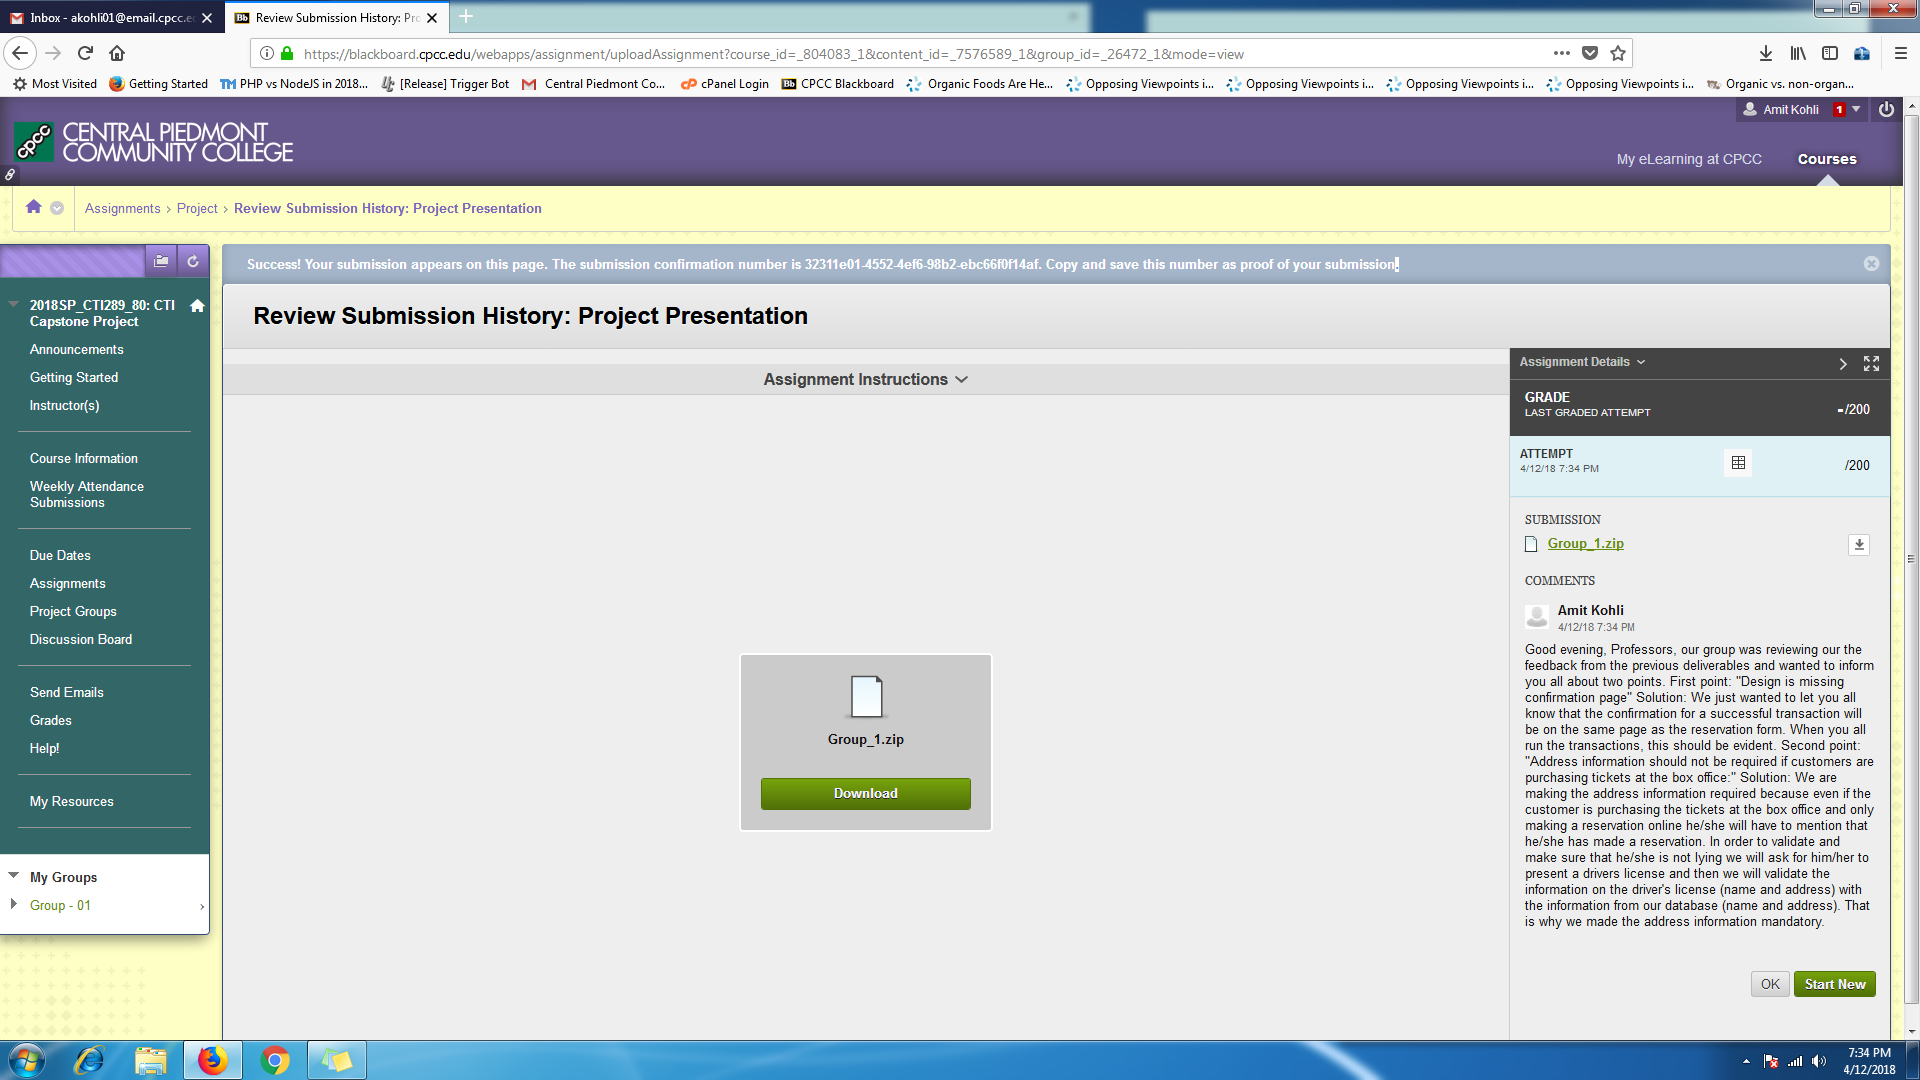 Inbox - akohli01@email.cpcc.e
Review Submission History: Pro
https://blackboard.cpcc.edu/webapps/assignment/uploadAssignment?course_id=_804083_1&content_id=_7576589_1&group_id=_26472_1&mode=view
Most Visited Getting Started PHP vs NodeJS in 2018... [Release] Trigger Bot Central Piedmont Co... cPanel Login CPCC Blackboard Organic Foods Are He... Opposing Viewpoints i... Opposing Viewpoints i... Opposing Viewpoints i... Opposing Viewpoints i... Organic vs. non-organ...
Amit Kohli 1
cpcc CENTRAL PIEDMONT
COMMUNITY COLLEGE
My eLearning at CPCC Courses
Assignments > Project > Review Submission History: Project Presentation
Success! Your submission appears on this page. The submission confirmation number is 32311e01-4552-4ef6-98b2-ebc66f0f14af. Copy and save this number as proof of your submission.
2018SP_CTI289_80: CTI
Capstone Project
Announcements
Getting Started
Instructor(s)
Course Information
Weekly Attendance
Submissions
Due Dates
Assignments
Project Groups
Discussion Board
Send Emails
Grades
Help!
My Resources
My Groups
Group - 01
Review Submission History: Project Presentation
Assignment Instructions
Group_1.zip
Download
Assignment Details
GRADE
LAST GRADED ATTEMPT
-/200
ATTEMPT
4/12/18 7:34 PM
/200
SUBMISSION
Group_1.zip
COMMENTS
Amit Kohli
4/12/18 7:34 PM
Good evening, Professors, our group was reviewing our the
feedback from the previous deliverables and wanted to inform
you all about two points. First point: "Design is missing
confirmation page" Solution: We just wanted to let you all
know that the confirmation for a successful transaction will
be on the same page as the reservation form. When you all
run the transactions, this should be evident. Second point:
"Address information should not be required if customers are
purchasing tickets at the box office:" Solution: We are
making the address information required because even if the
customer is purchasing the tickets at the box office and only
making a reservation online he/she will have to mention that
he/she has made a reservation. In order to validate and
make sure that he/she is not lying we will ask for him/her to
present a drivers license and then we will validate the
information on the driver's license (name and address) with
the information from our database (name and address). That
is why we made the address information mandatory.
OK Start New
7:34 PM
4/12/2018